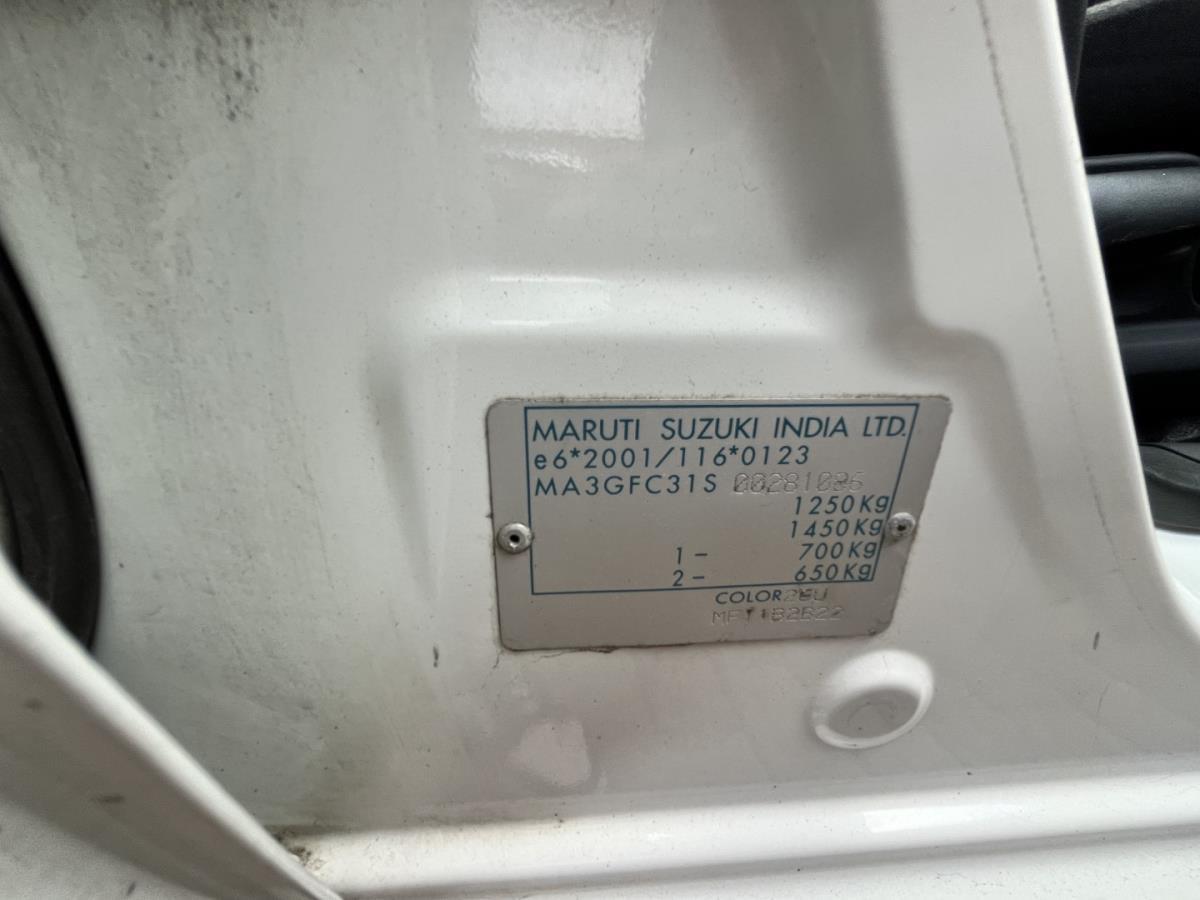 MARUTI SUZUKI INDIA LTD.
e6*2001/116*0123
MA3GFC31S
1250Kg
1450Kg
1- 700Kg
2- 650Kg
COLOR